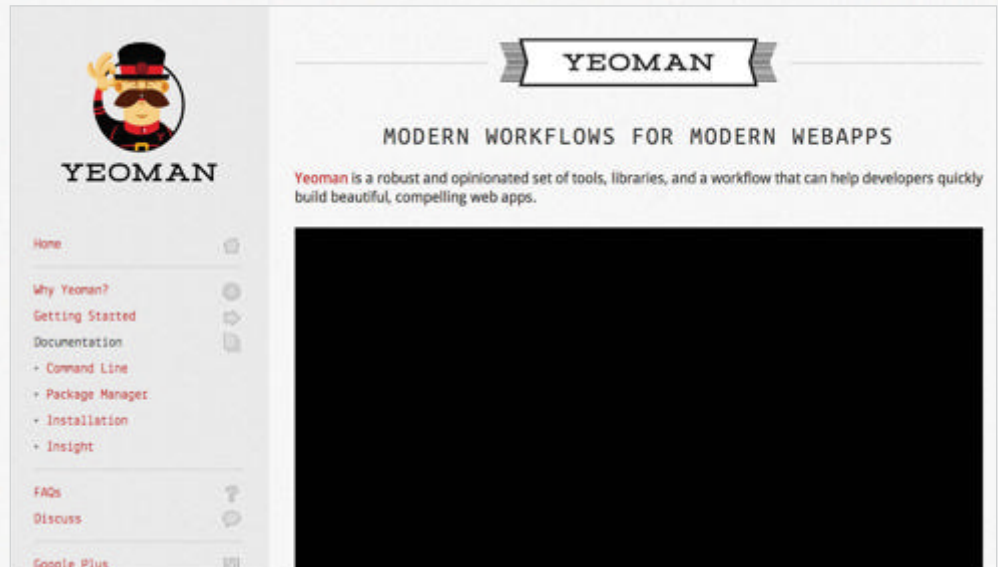 YEOMAN
Home
Why Yeoman?
Getting Started
Documentation
Command Line
Package Manager
Installation
Insight
FAQs
Discuss
Google Plus
YEOMAN
MODERN WORKFLOWS FOR MODERN WEBAPPS
Yeoman is a robust and opinionated set of tools, libraries, and a workflow that can help developers quickly
build beautiful, compelling web apps.